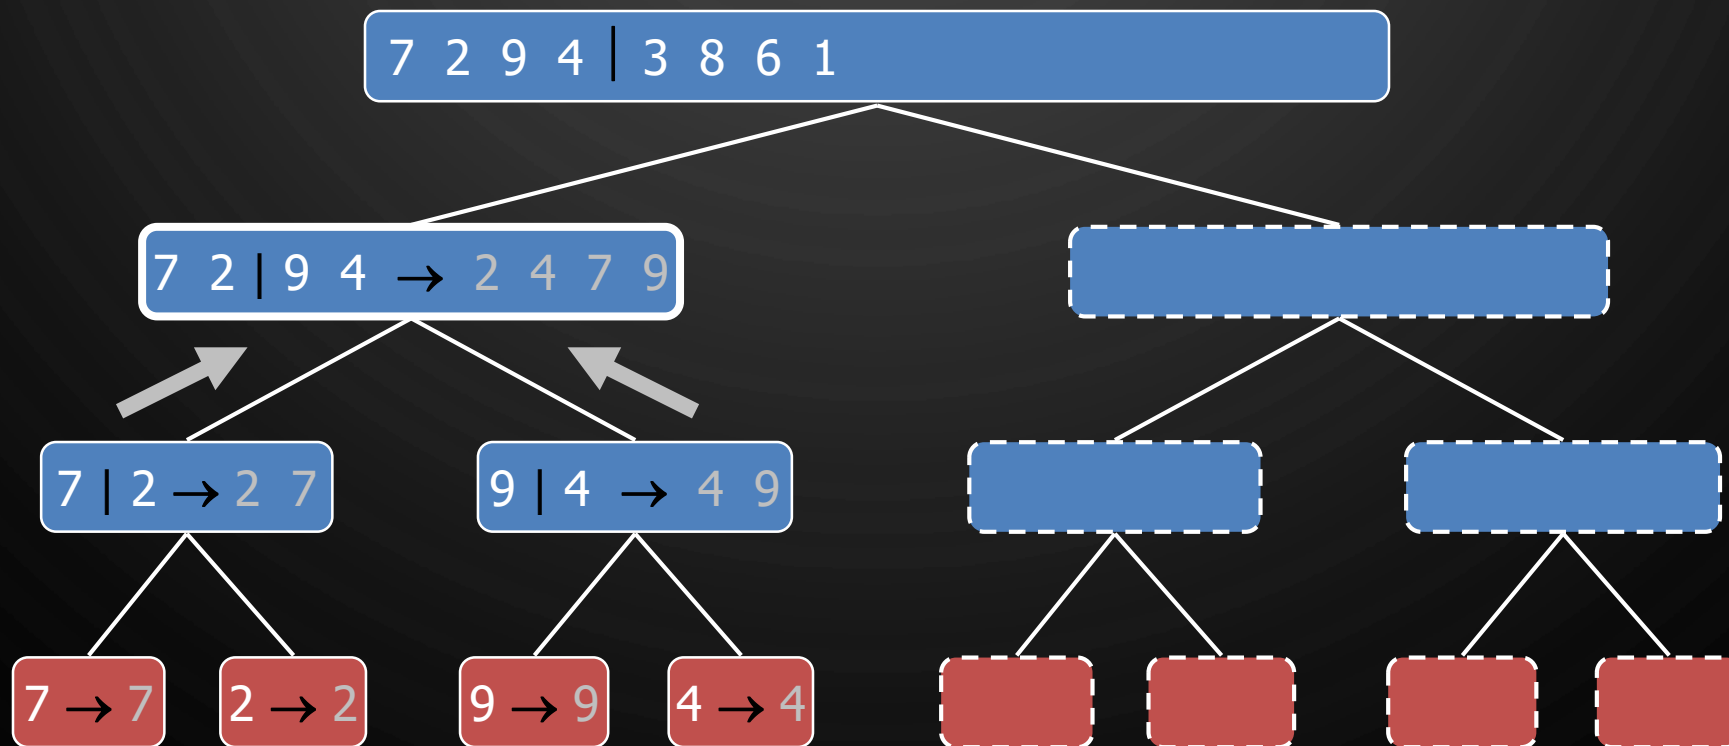 7 2 9 4 | 3 8 6 1
7 2 | 9 4 → 2 4 7 9
7 | 2 → 2 7
9 | 4 → 4 9
7 → 7
2 → 2
9 → 9
4 → 4